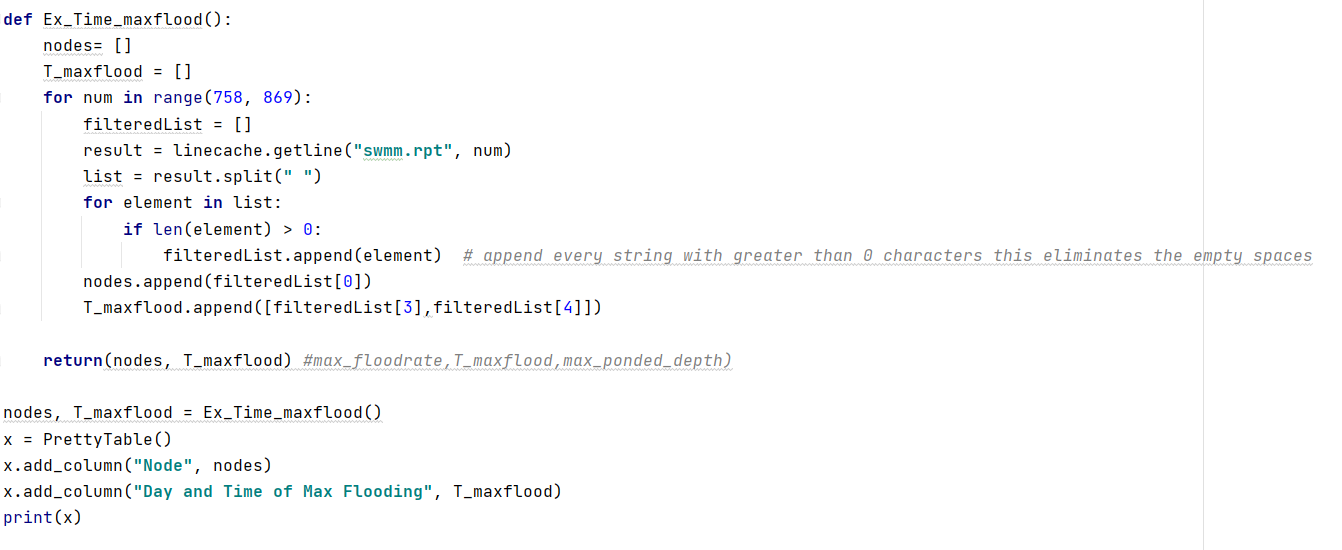 def Ex_Time_maxflood():
    nodes= []
    T_maxflood = []
    for num in range(758, 869):
        filteredList = []
        result = linecache.getline("swmm.rpt", num)
        list = result.split(" ")
        for element in list:
            if len(element) > 0:
                filteredList.append(element)  # append every string with greater than 0 characters this eliminates the empty spaces
        nodes.append(filteredList[0])
        T_maxflood.append([filteredList[3],filteredList[4]])
    return(nodes, T_maxflood) #max_floodrate,T_maxflood,max_ponded_depth)
nodes, T_maxflood = Ex_Time_maxflood()
x = PrettyTable()
x.add_column("Node", nodes)
x.add_column("Day and Time of Max Flooding", T_maxflood)
print(x)